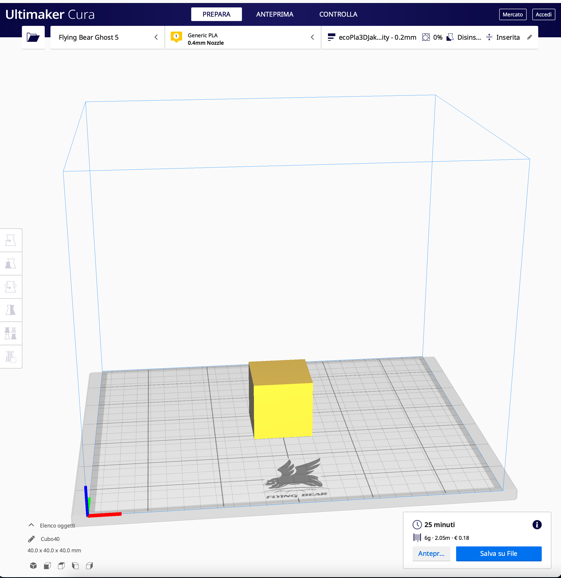 Ultimaker Cura
PREPARA
ANTEPRIMA
CONTROLLA
Mercato
Accedi
Flying Bear Ghost 5
1
Generic PLA
0.4mm Nozzle
ecoPla3DJak...ity - 0.2mm
0%
Disins...
Inserita
FLYING BEAR
Elenco oggetti
Cubo40
40.0 x 40.0 x 40.0 mm
25 minuti
6g · 2.05m · € 0.18
Antepr...
Salva su File